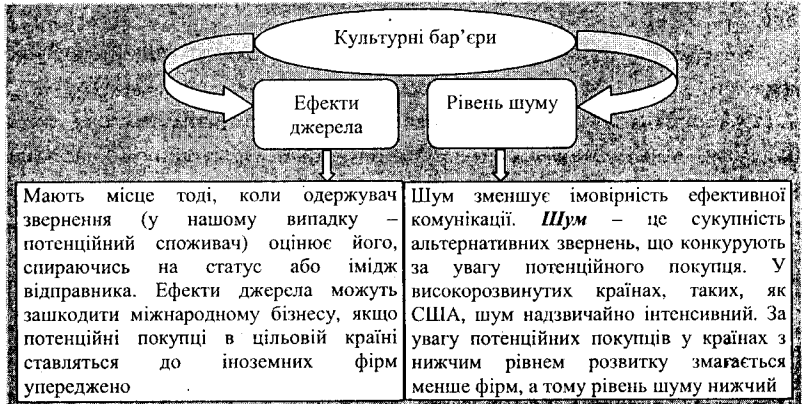 Культурні бар’єри
Ефекти
джерела
Рівень шуму
Мають місце тоді, коли одержувач
звернення (у нашому випадку –
потенційний споживач) оцінює його,
спираючись на статус або імідж
відправника. Ефекти джерела можуть
зашкодити міжнародному бізнесу, якщо
потенційні покупці в цільовій країні
ставляться до іноземних фірм
упереджено
Шум зменшує імовірність ефективної
комунікації. Шум – це сукупність
альтернативних звернень, що конкурують
за увагу потенційного покупця. У
високорозвинутих країнах, таких, як
США, шум надзвичайно інтенсивний. За
увагу потенційних покупців у країнах з
нижчим рівнем розвитку змагається
менше фірм, а тому рівень шуму нижчий